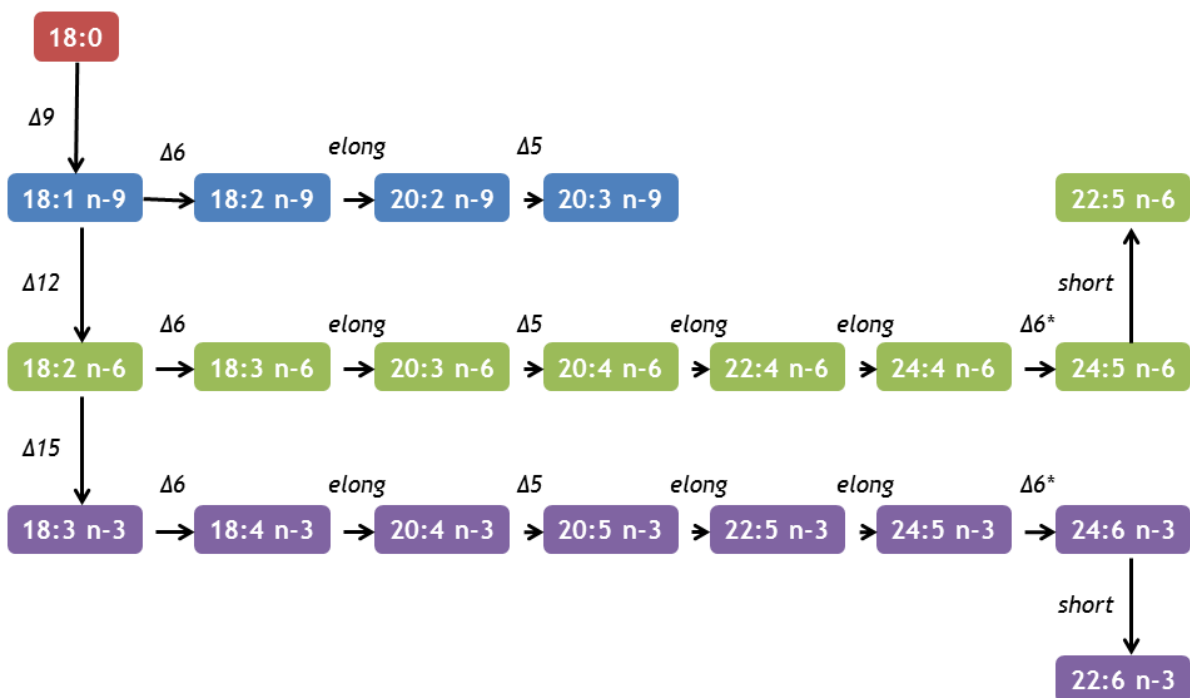 18:0
Δ9
Δ6 elong Δ5
18:1 n-9 18:2 n-9 20:2 n-9 20:3 n-9 22:5 n-6
Δ12 short
Δ6 elong Δ5 elong elong Δ6*
18:2 n-6 18:3 n-6 20:3 n-6 20:4 n-6 22:4 n-6 24:4 n-6 24:5 n-6
Δ15
Δ6 elong Δ5 elong elong Δ6*
18:3 n-3 18:4 n-3 20:4 n-3 20:5 n-3 22:5 n-3 24:5 n-3 24:6 n-3
short
22:6 n-3